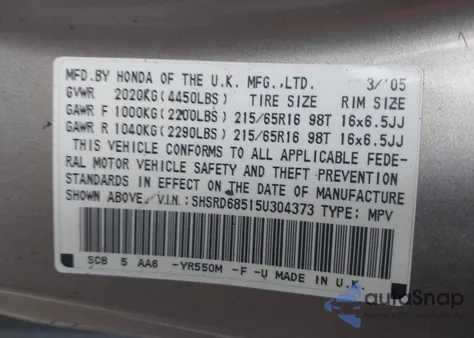 MFD.BY HONDA OF THE U.K. MFG.,LTD. 3/'05
GVWR 2020KG(4450LBS) TIRE SIZE RIM SIZE
GAWR F 1000KG(2200LBS) 215/65R16 98T 16x6.5JJ
GAWR R 1040KG(2290LBS) 215/65R16 98T 16x6.5JJ
THIS VEHICLE CONFORMS TO ALL APPLICABLE FEDE-
RAL MOTOR VEHICLE SAFETY AND THEFT PREVENTION
STANDARDS IN EFFECT ON THE DATE OF MANUFACTURE
SHOWN ABOVE. V.I.N.: SHSRD68515U304373 TYPE: MPV
SC8 5 AA6 -YR550M -F -U MADE IN U.K.
autoSnap